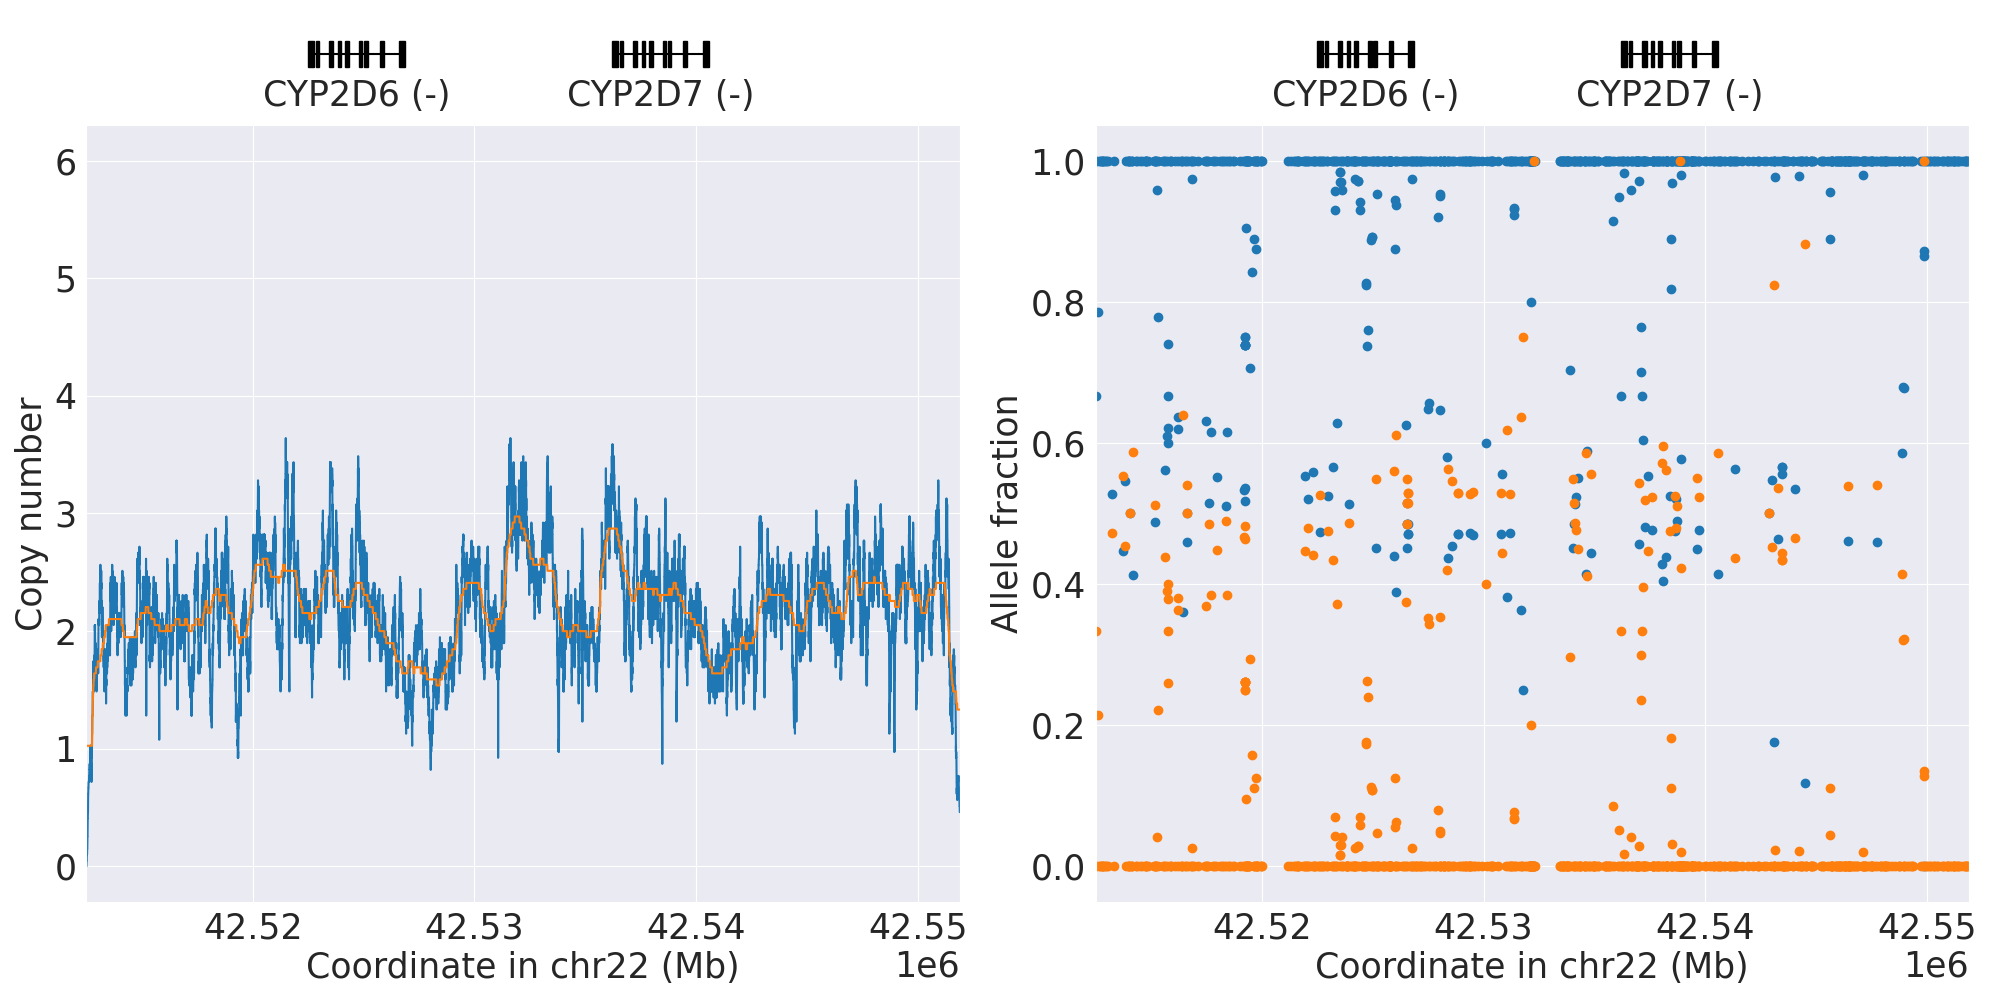 CYP2D6 (-)
CYP2D7 (-)
Copy number
6
5
4
3
2
1
0
42.52
42.53
42.54
42.55
Coordinate in chr22 (Mb)
1e6
CYP2D6 (-)
CYP2D7 (-)
Allele fraction
1.0
0.8
0.6
0.4
0.2
0.0
42.52
42.53
42.54
42.55
Coordinate in chr22 (Mb)
1e6